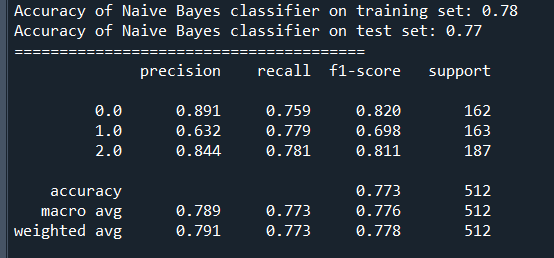 Accuracy of Naive Bayes classifier on training set: 0.78
Accuracy of Naive Bayes classifier on test set: 0.77
=======================================
precision recall f1-score support
0.0 0.891 0.759 0.820 162
1.0 0.632 0.779 0.698 163
2.0 0.844 0.781 0.811 187
accuracy 0.773 512
macro avg 0.789 0.773 0.776 512
weighted avg 0.791 0.773 0.778 512